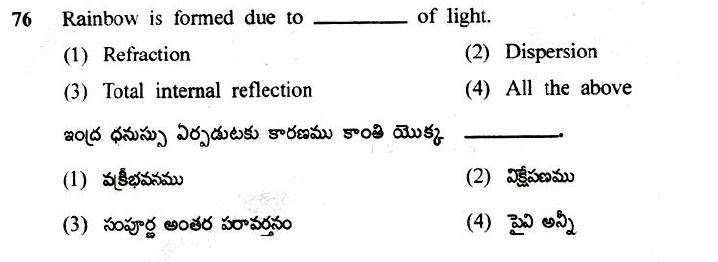 76 Rainbow is formed due to ________ of light.
(1) Refraction (2) Dispersion
(3) Total internal reflection (4) All the above
ఇంద్ర ధనుస్సు ఏర్పడుటకు కారణము కాంతి యొక్క ________.
(1) వక్రీభవనము (2) విక్షేపణము
(3) సంపూర్ణ అంతర పరావర్తనం (4) పైవి అన్నీ